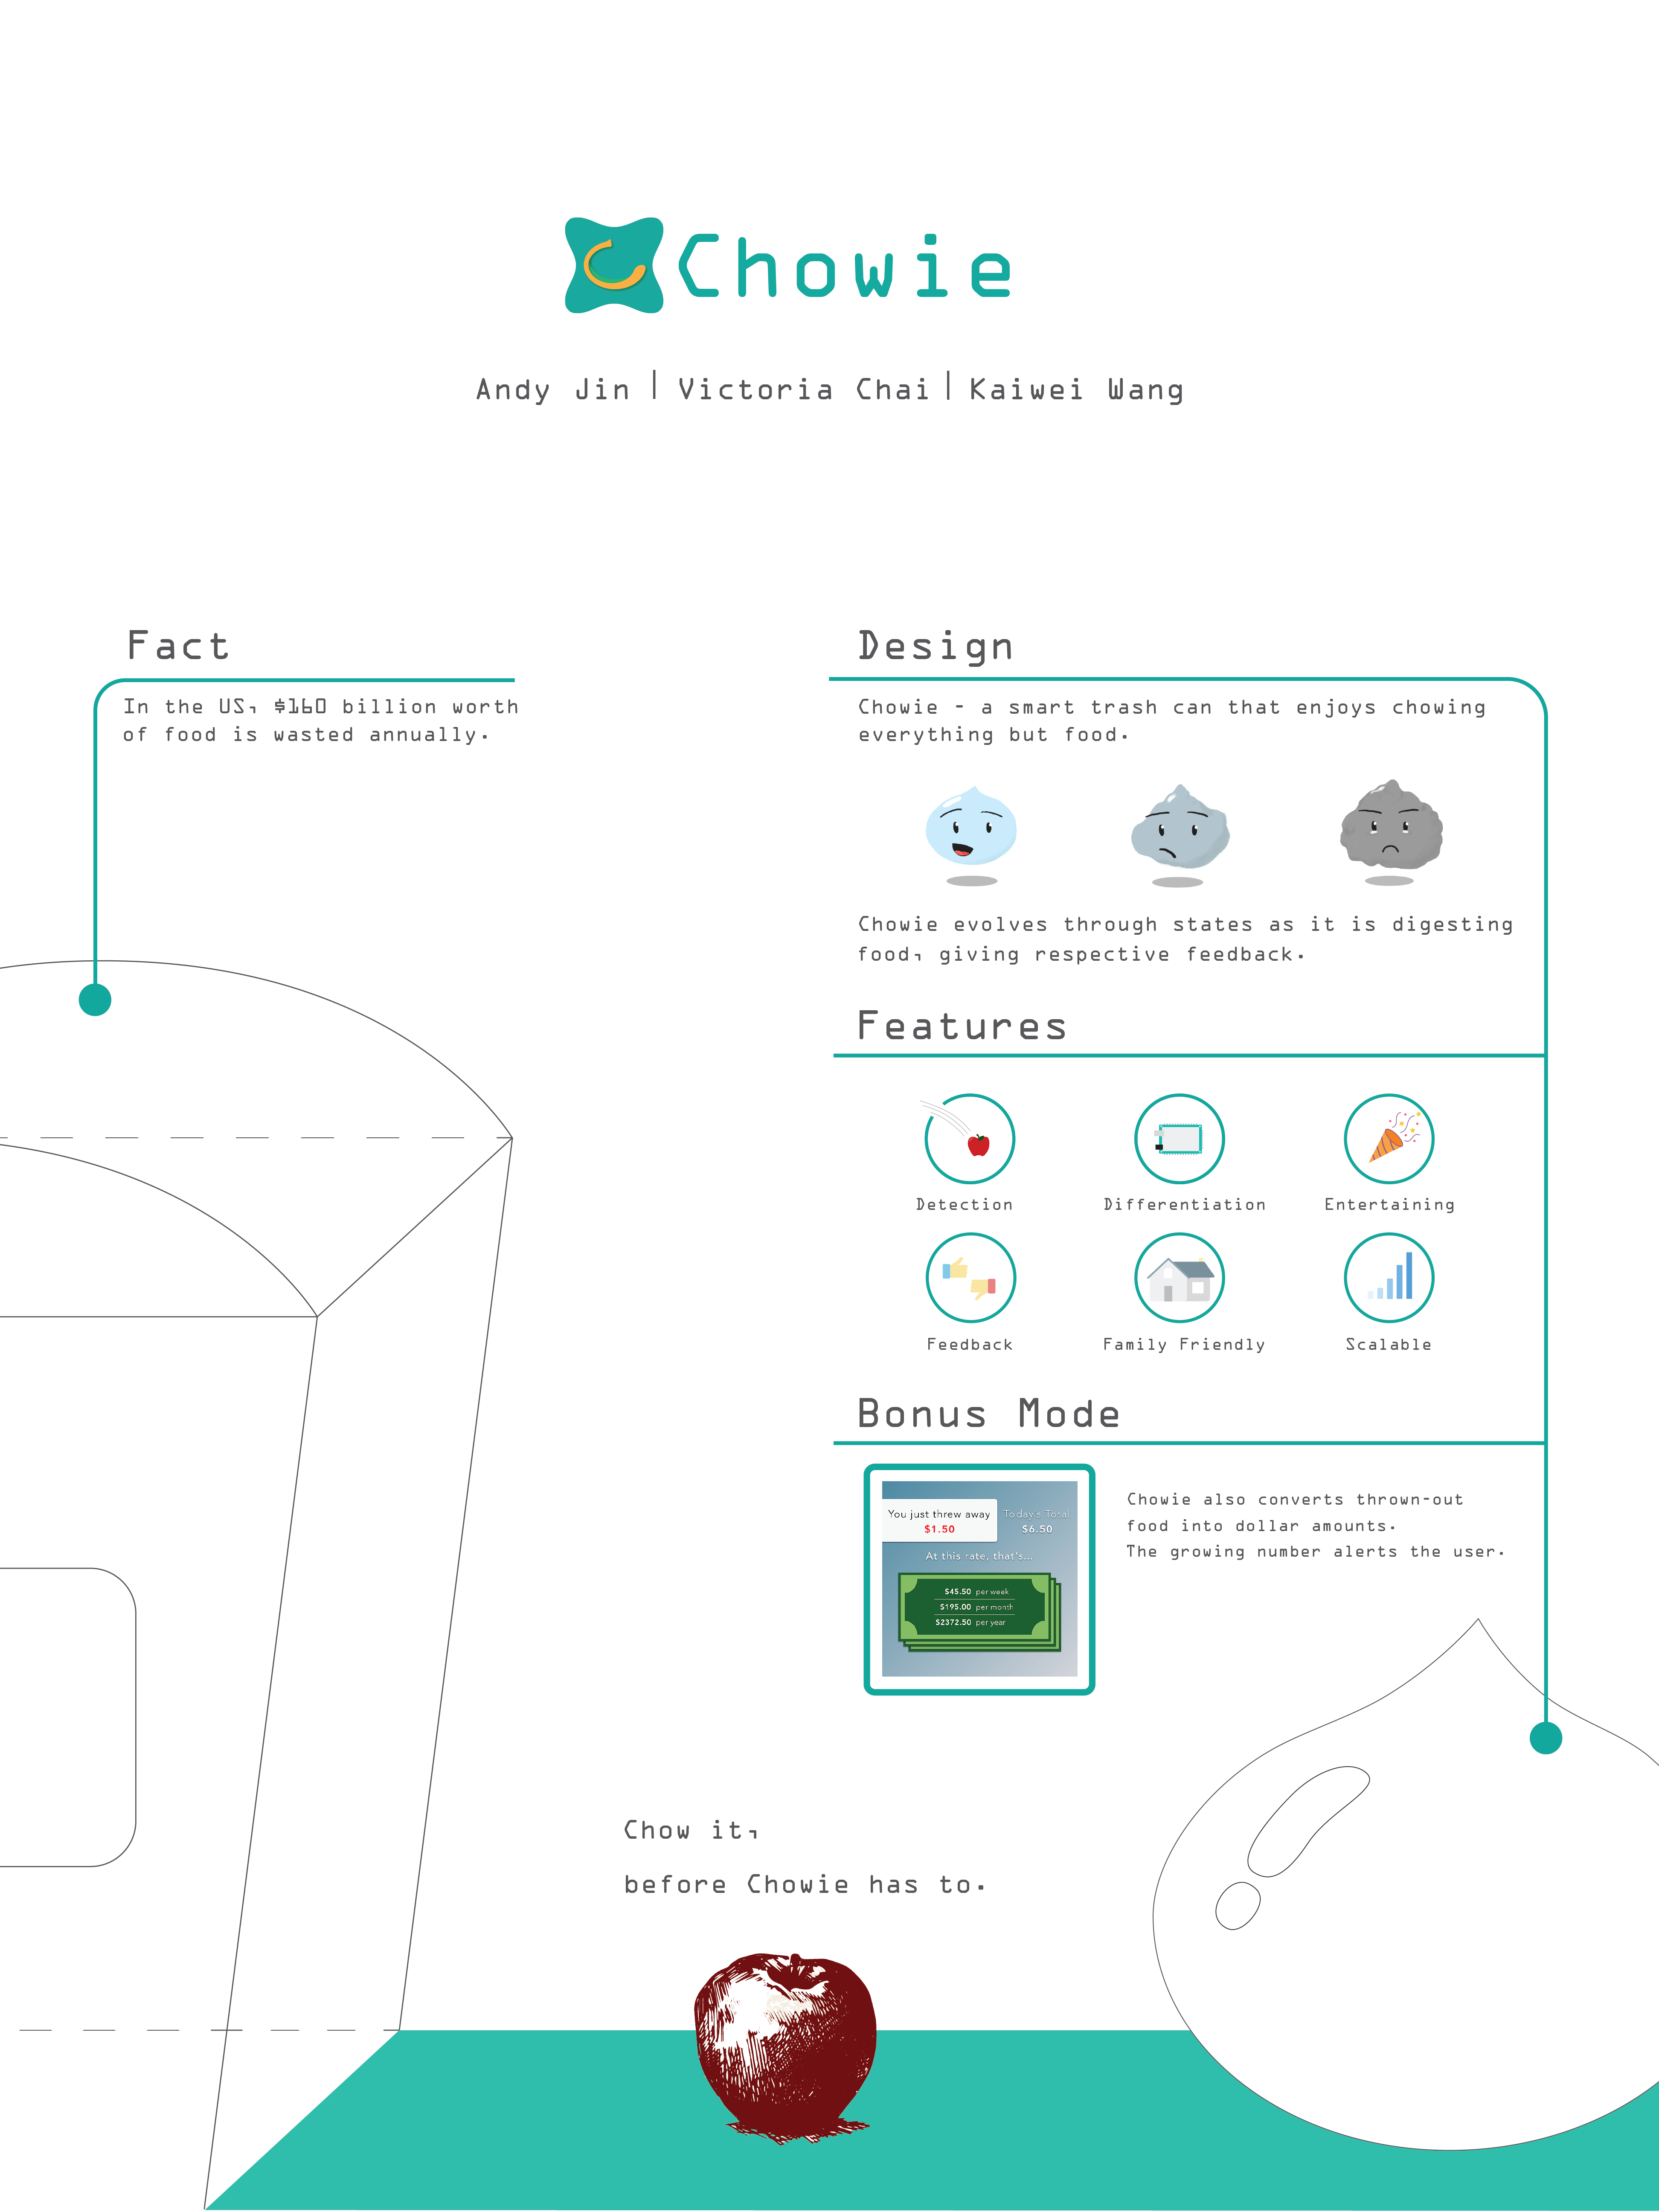 Chowie
Andy Jin | Victoria Chai | Kaiwei Wang
Fact
In the US, $160 billion worth
of food is wasted annually.
Design
Chowie - a smart trash can that enjoys chowing
everything but food.
Chowie evolves through states as it is digesting
food, giving respective feedback.
Features
Detection
Differentiation
Entertaining
Feedback
Family Friendly
Scalable
Bonus Mode
You just threw away
$1.50
Today's Total
$6.50
At this rate, that's...
$45.50 per week
$195.00 per month
$2372.50 per year
Chowie also converts thrown-out
food into dollar amounts.
The growing number alerts the user.
Chow it,
before Chowie has to.